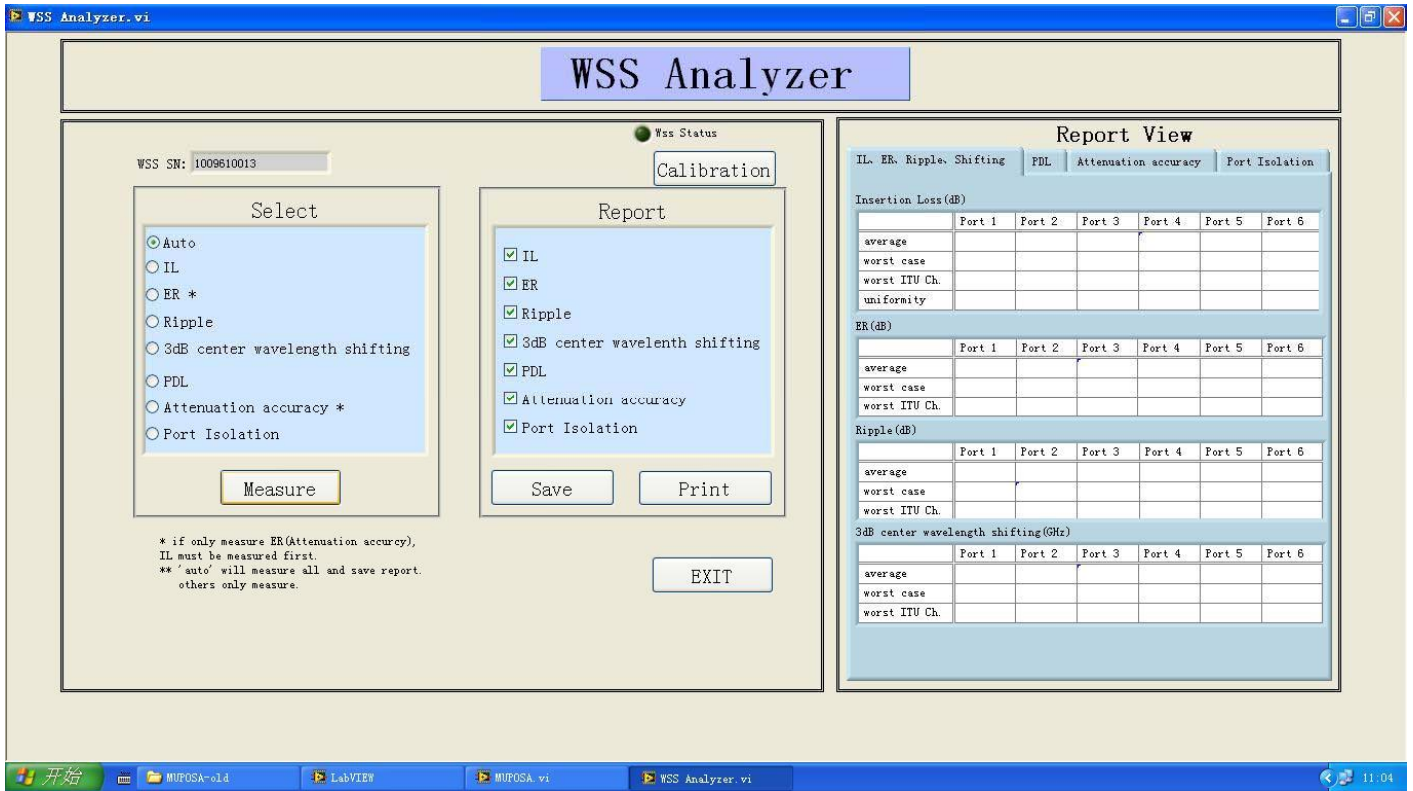 WSS Analyzer.vi
WSS Analyzer
Wss Status
WSS SN: 1009610013
Calibration
Select
Auto
IL
ER *
Ripple
3dB center wavelength shifting
PDL
Attenuation accuracy *
Port Isolation
Measure
* if only measure ER(Attenuation accurcy),
IL must be measured first.
** 'auto' will measure all and save report.
others only measure.
Report
IL
ER
Ripple
3dB center wavelenth shifting
PDL
Attenuation accuracy
Port Isolation
Save Print
EXIT
Report View
IL、ER、Ripple、Shifting PDL Attenuation accuracy Port Isolation
Insertion Loss(dB)
Port 1 Port 2 Port 3 Port 4 Port 5 Port 6
average
worst case
worst ITU Ch.
uniformity
ER(dB)
Port 1 Port 2 Port 3 Port 4 Port 5 Port 6
average
worst case
worst ITU Ch.
Ripple(dB)
Port 1 Port 2 Port 3 Port 4 Port 5 Port 6
average
worst case
worst ITU Ch.
3dB center wavelength shifting(GHz)
Port 1 Port 2 Port 3 Port 4 Port 5 Port 6
average
worst case
worst ITU Ch.
开始 MUPOSA-old LabVIEW MUPOSA.vi WSS Analyzer.vi 11:04